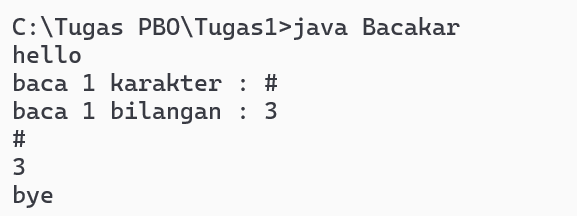 C:\Tugas PBO\Tugas1>java Bacakar
hello
baca 1 karakter : #
baca 1 bilangan : 3
#
3
bye